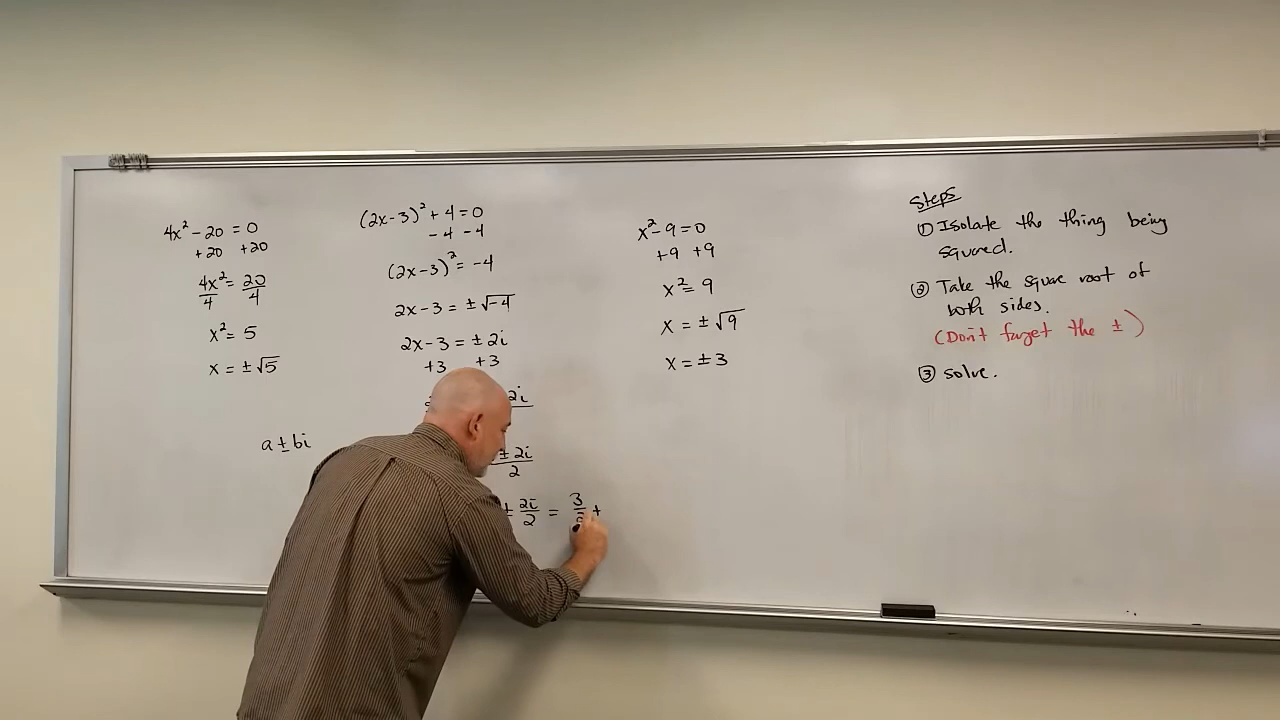 4x² - 20 = 0
+20 +20
4x² = 20
4 4
x² = 5
x = ±√5
a ± bi
(2x-3)² + 4 = 0
-4 -4
(2x-3)² = -4
2x-3 = ±√-4
2x-3 = ±2i
+3 +3
2i
± 2i
2
± 2i/2 = 3/2 ±
x² - 9 = 0
+9 +9
x² = 9
x = ±√9
x = ±3
Steps
① Isolate the thing being
squared.
② Take the square root of
both sides.
(Don't forget the ±)
③ solve.